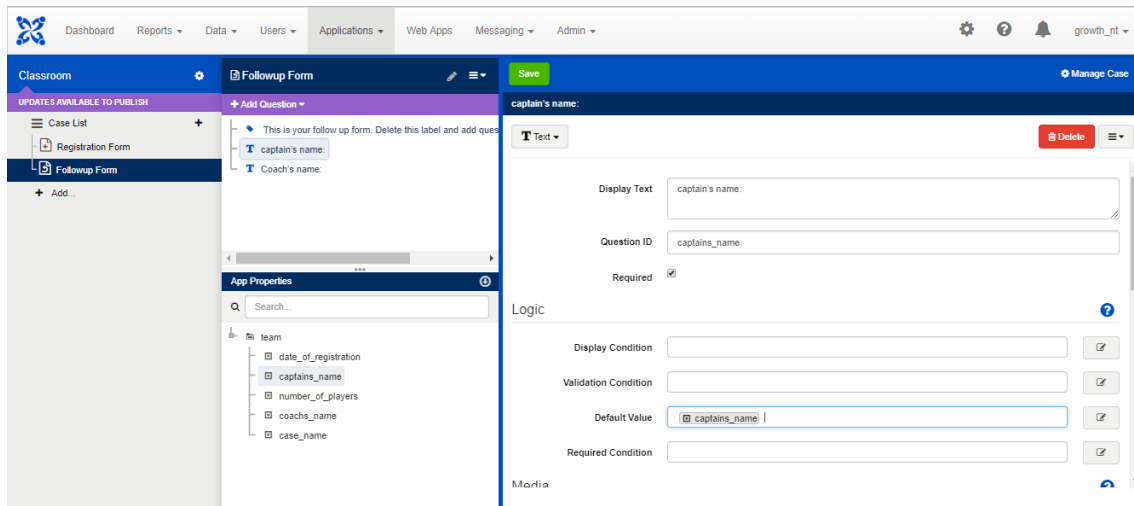 Dashboard Reports Data Users Applications Web Apps Messaging Admin growth_nt
Classroom
UPDATES AVAILABLE TO PUBLISH
Case List
Registration Form
Followup Form
Add...
Followup Form
Add Question
This is your follow up form. Delete this label and add ques
captain's name:
Coach's name:
App Properties
Search...
team
date_of_registration
captains_name
number_of_players
coachs_name
case_name
Save Manage Case
captain's name:
Text Delete
Display Text captain's name:
Question ID captains_name
Required
Logic
Display Condition
Validation Condition
Default Value captains_name
Required Condition
Media